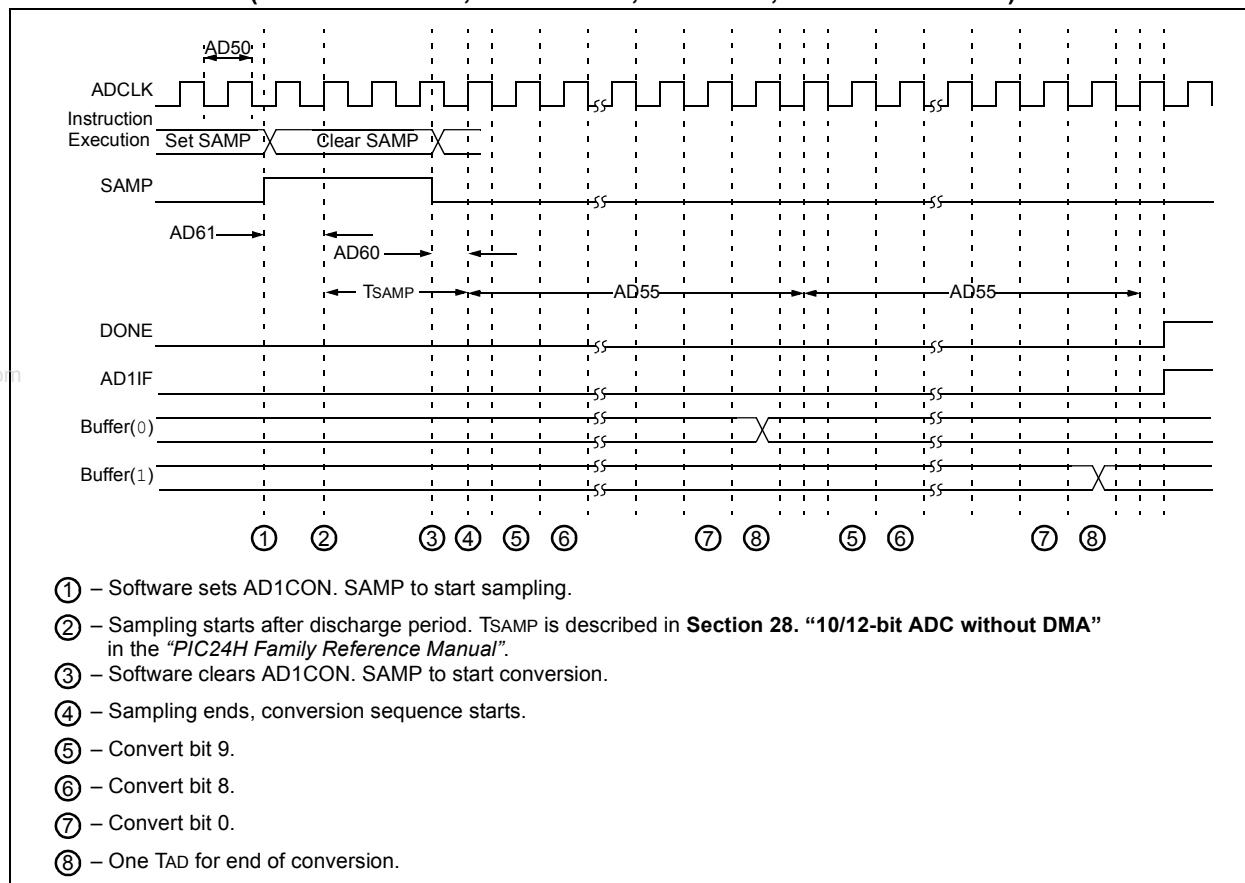 AD50
ADCLK
Instruction
Execution Set SAMP Clear SAMP
SAMP
AD61
AD60
TSAMP AD55 AD55
DONE
om
AD1IF
Buffer(0)
Buffer(1)
1 2 3 4 5 6 7 8 5 6 7 8
① – Software sets AD1CON. SAMP to start sampling.
② – Sampling starts after discharge period. TSAMP is described in Section 28. “10/12-bit ADC without DMA”
in the “PIC24H Family Reference Manual”.
③ – Software clears AD1CON. SAMP to start conversion.
④ – Sampling ends, conversion sequence starts.
⑤ – Convert bit 9.
⑥ – Convert bit 8.
⑦ – Convert bit 0.
⑧ – One TAD for end of conversion.